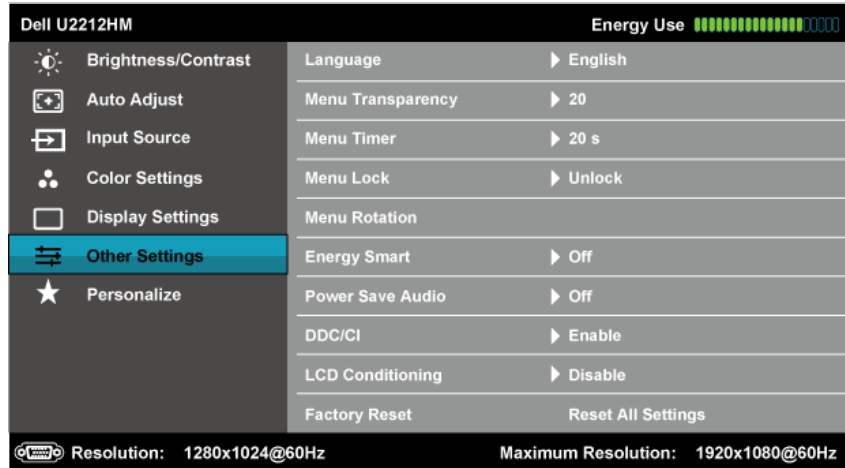 Dell U2212HM Energy Use
Brightness/Contrast
Auto Adjust
Input Source
Color Settings
Display Settings
Other Settings
Personalize
Language English
Menu Transparency 20
Menu Timer 20 s
Menu Lock Unlock
Menu Rotation
Energy Smart Off
Power Save Audio Off
DDC/CI Enable
LCD Conditioning Disable
Factory Reset Reset All Settings
Resolution: 1280x1024@60Hz Maximum Resolution: 1920x1080@60Hz